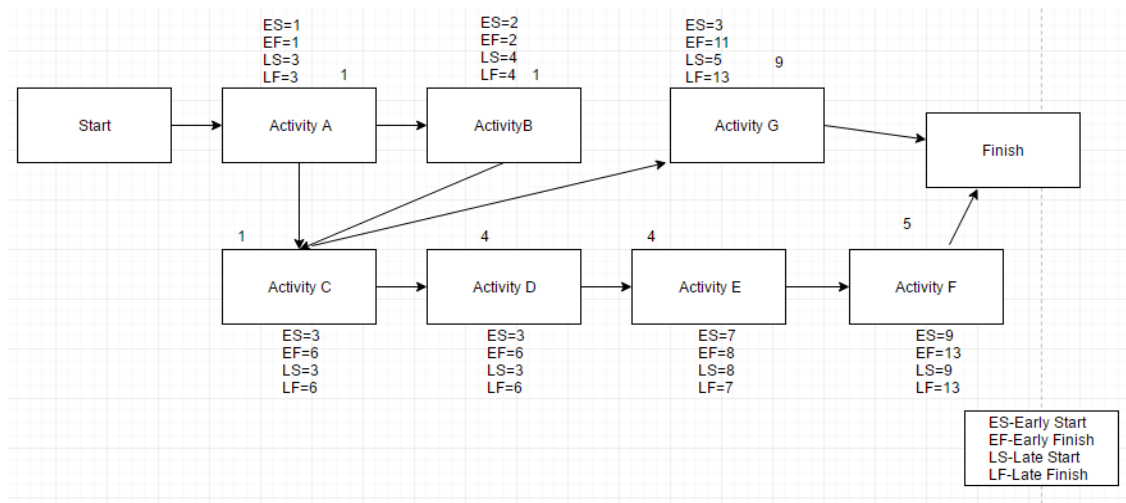 ES=1
EF=1
LS=3
LF=3
1
ES=2
EF=2
LS=4
LF=4
1
ES=3
EF=11
LS=5
LF=13
9
Start
Activity A
ActivityB
Activity G
Finish
1
4
4
5
Activity C
Activity D
Activity E
Activity F
ES=3
EF=6
LS=3
LF=6
ES=3
EF=6
LS=3
LF=6
ES=7
EF=8
LS=8
LF=7
ES=9
EF=13
LS=9
LF=13
ES-Early Start
EF-Early Finish
LS-Late Start
LF-Late Finish